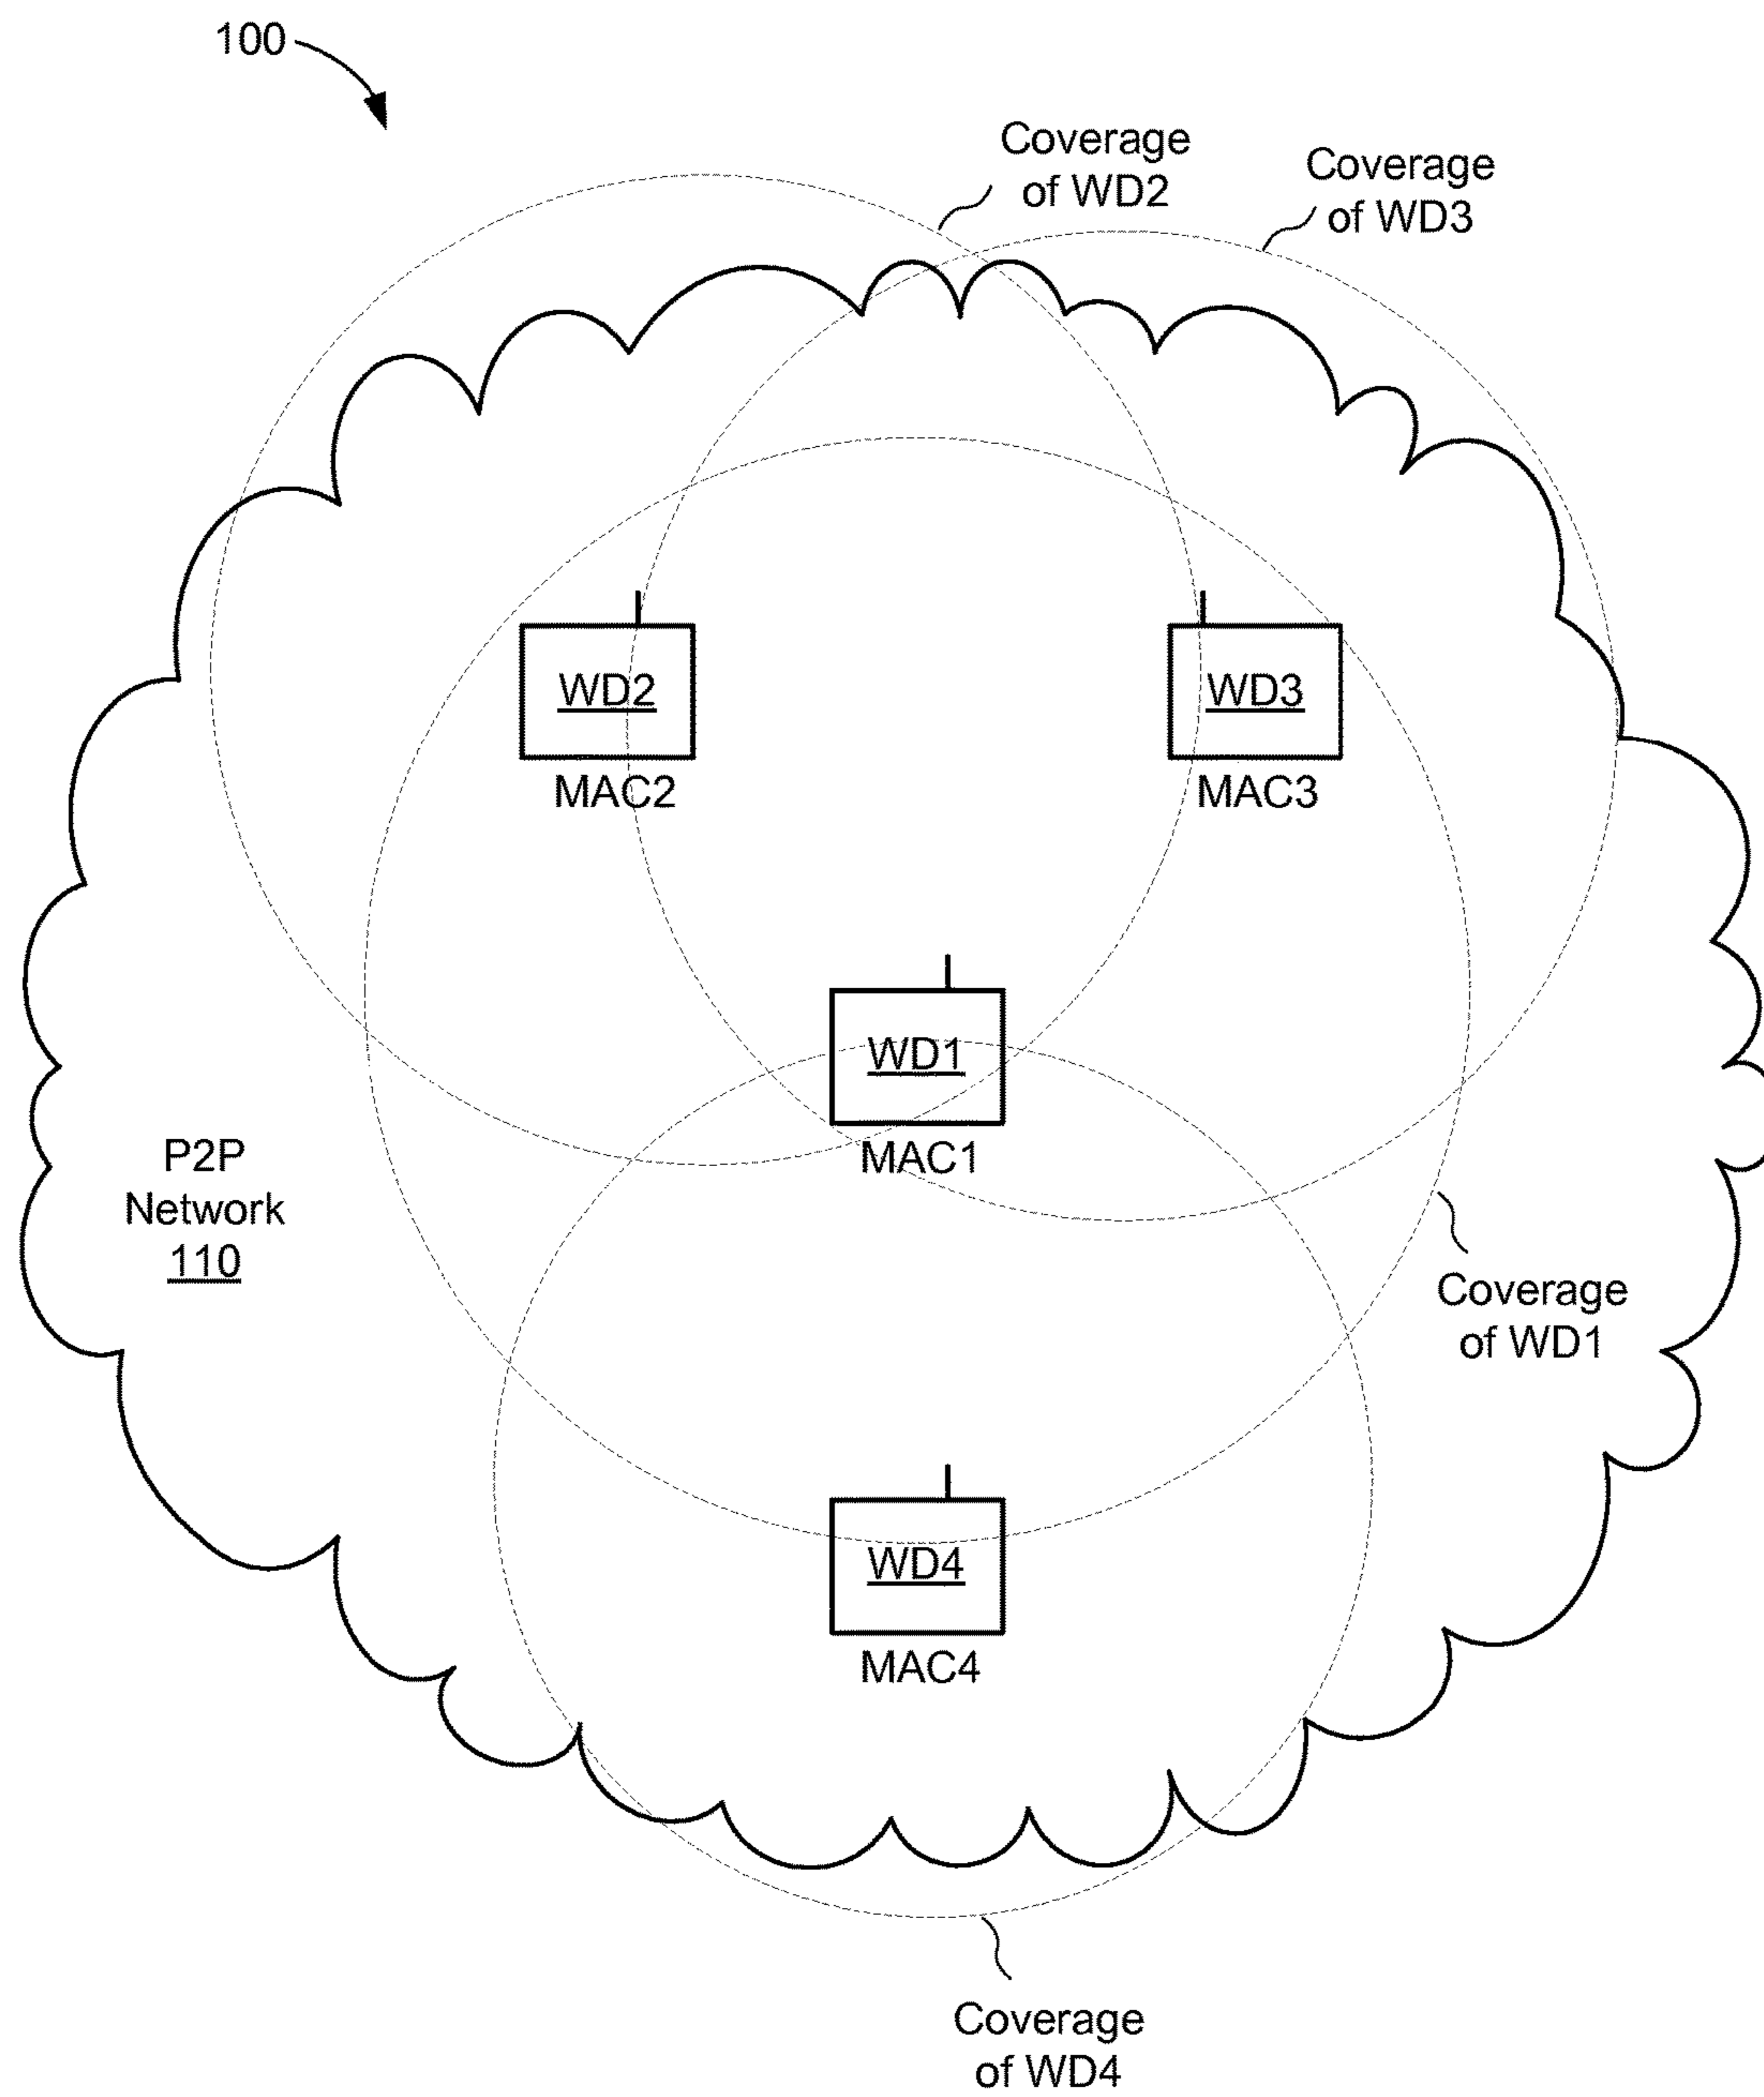 100
Coverage
of WD2
Coverage
of WD3
WD2
MAC2
WD3
MAC3
WD1
MAC1
P2P
Network
110
Coverage
of WD1
WD4
MAC4
Coverage
of WD4